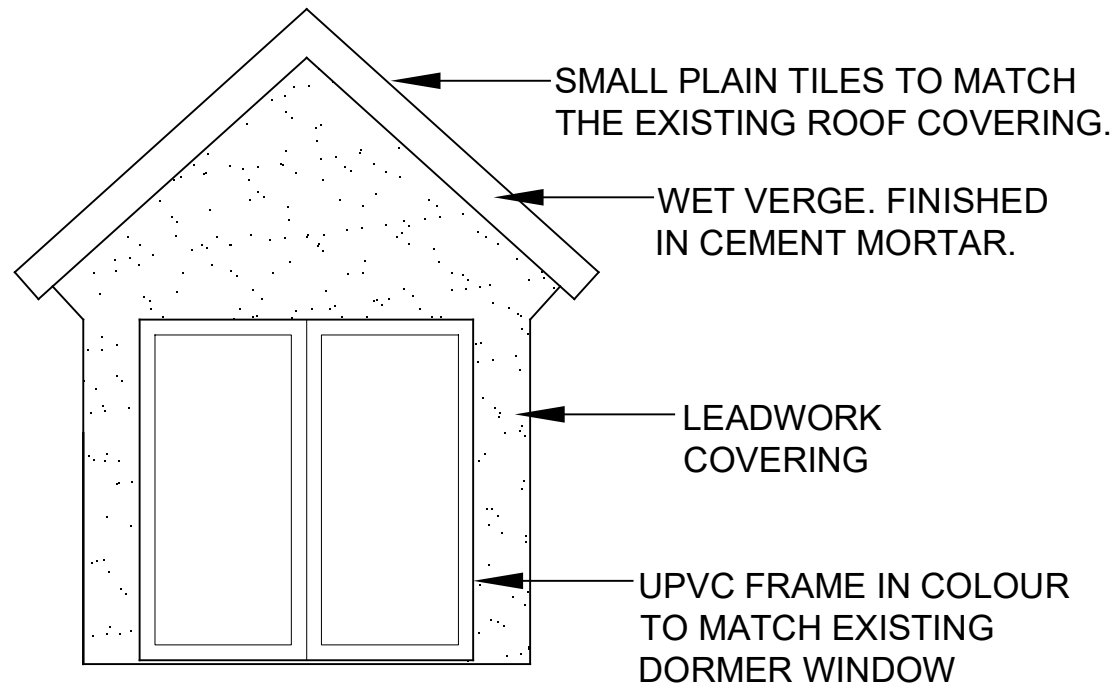 SMALL PLAIN TILES TO MATCH
THE EXISTING ROOF COVERING.
WET VERGE. FINISHED
IN CEMENT MORTAR.
LEADWORK
COVERING
UPVC FRAME IN COLOUR
TO MATCH EXISTING
DORMER WINDOW